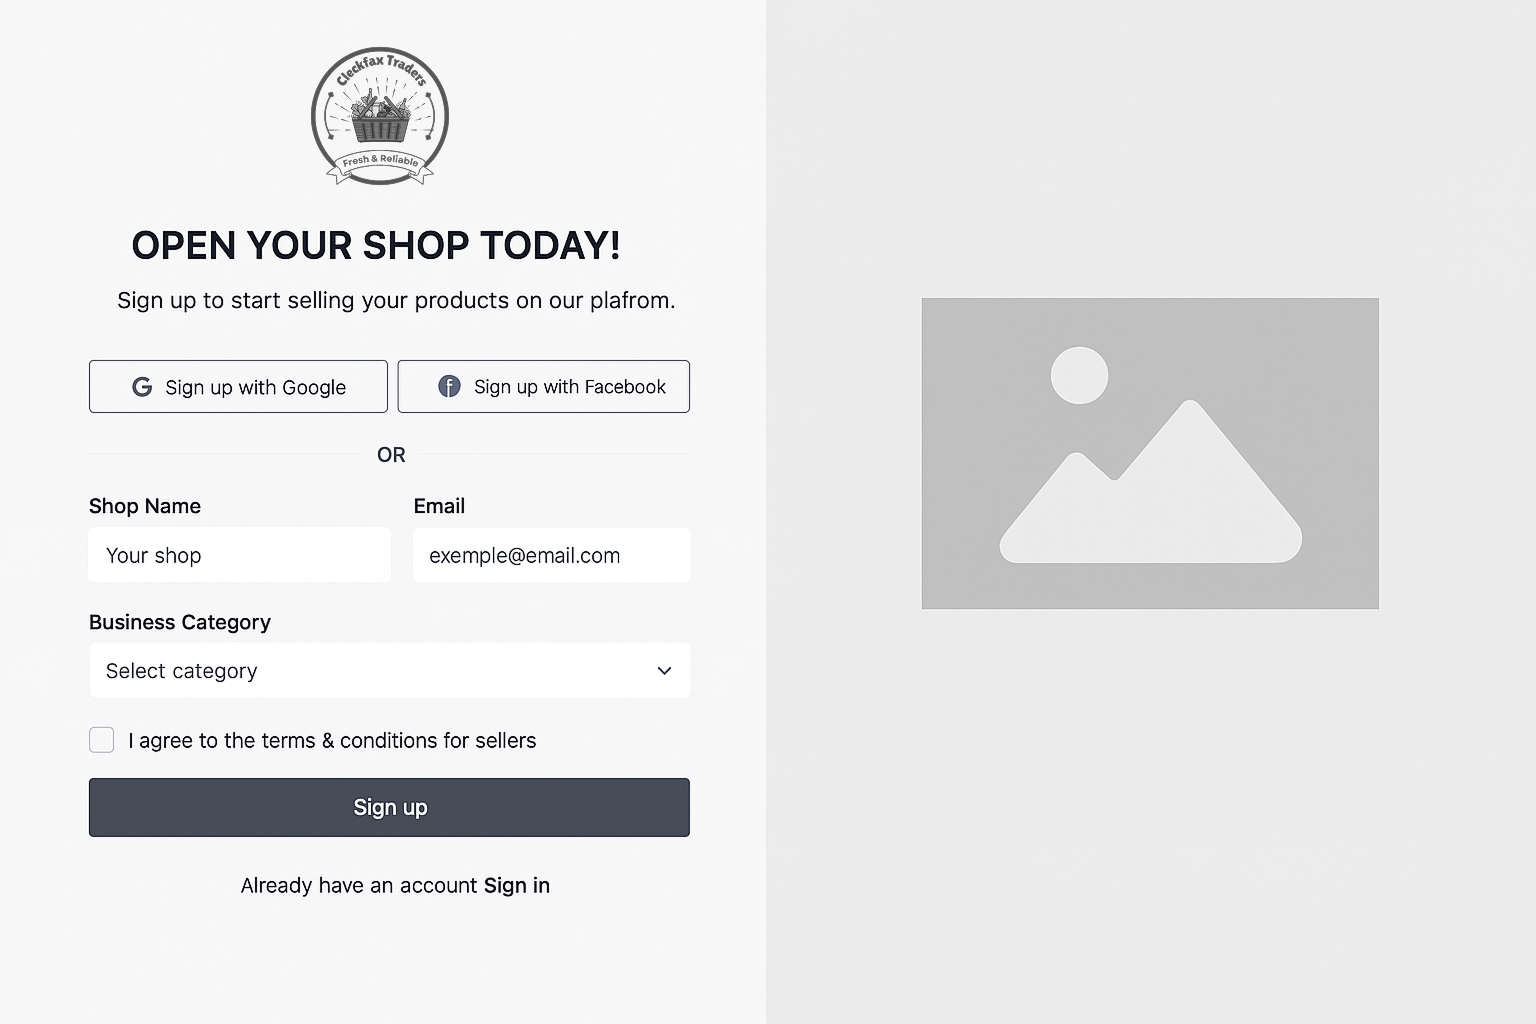 Cleckfax Traders
Fresh & Reliable
OPEN YOUR SHOP TODAY!
Sign up to start selling your products on our plafrom.
Sign up with Google
Sign up with Facebook
OR
Shop Name
Email
Your shop
exemple@email.com
Business Category
Select category
I agree to the terms & conditions for sellers
Sign up
Already have an account Sign in